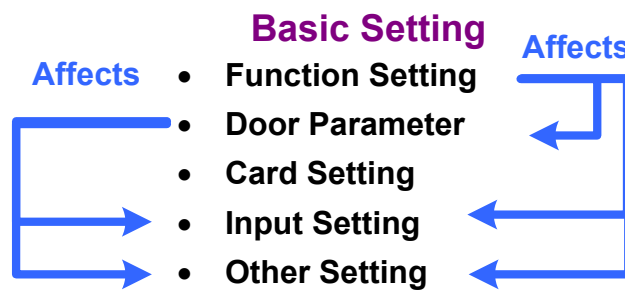 Basic Setting
Affects
Affects
• Function Setting
• Door Parameter
• Card Setting
• Input Setting
• Other Setting